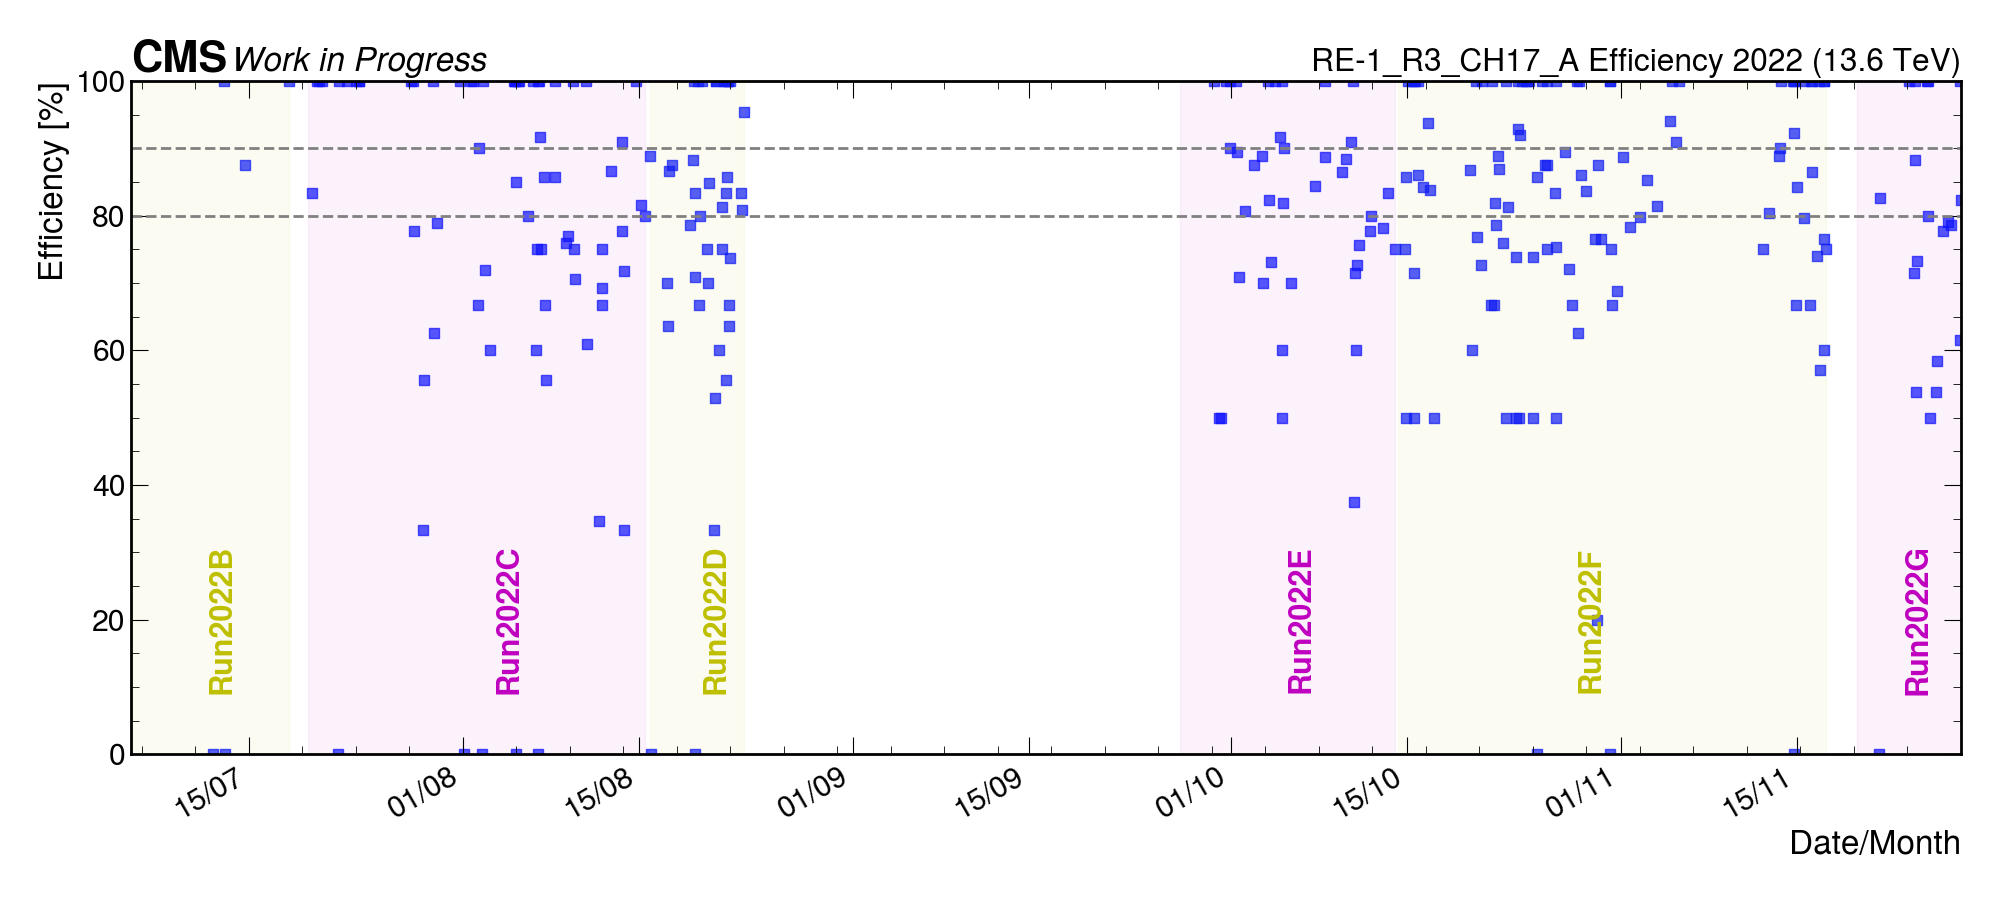 CMS Work in Progress
RE-1_R3_CH17_A Efficiency 2022 (13.6 TeV)
Efficiency [%]
100
80
60
40
20
0
Run2022B
Run2022C
Run2022D
Run2022E
Run2022F
Run2022G
15/07
01/08
15/08
01/09
15/09
01/10
15/10
01/11
15/11
Date/Month